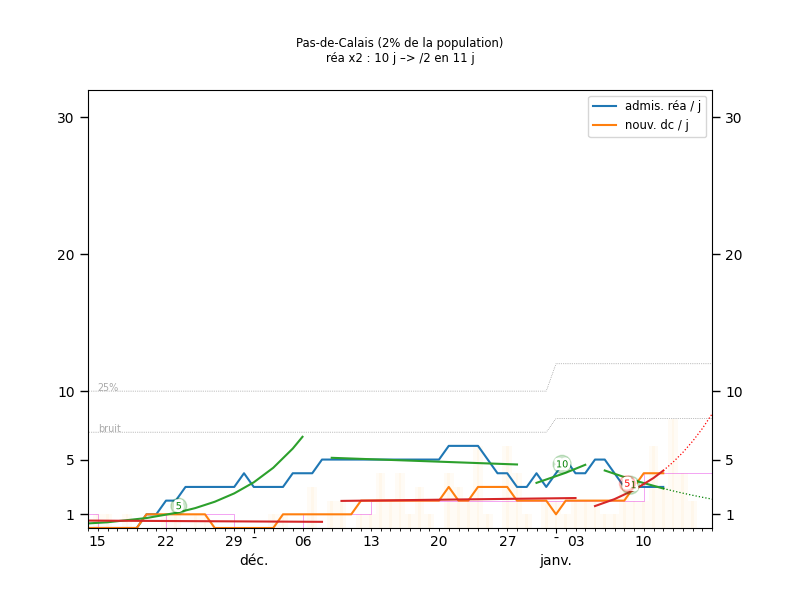 Pas-de-Calais (2% de la population)
réa x2 : 10 j –> /2 en 11 j
admis. réa / j
nouv. dc / j
30 30
20 20
25%
10 10
bruit
10
5 5
5
5
1 1
15 22 29 - 06 13 20 27 - 03 10
déc. janv.